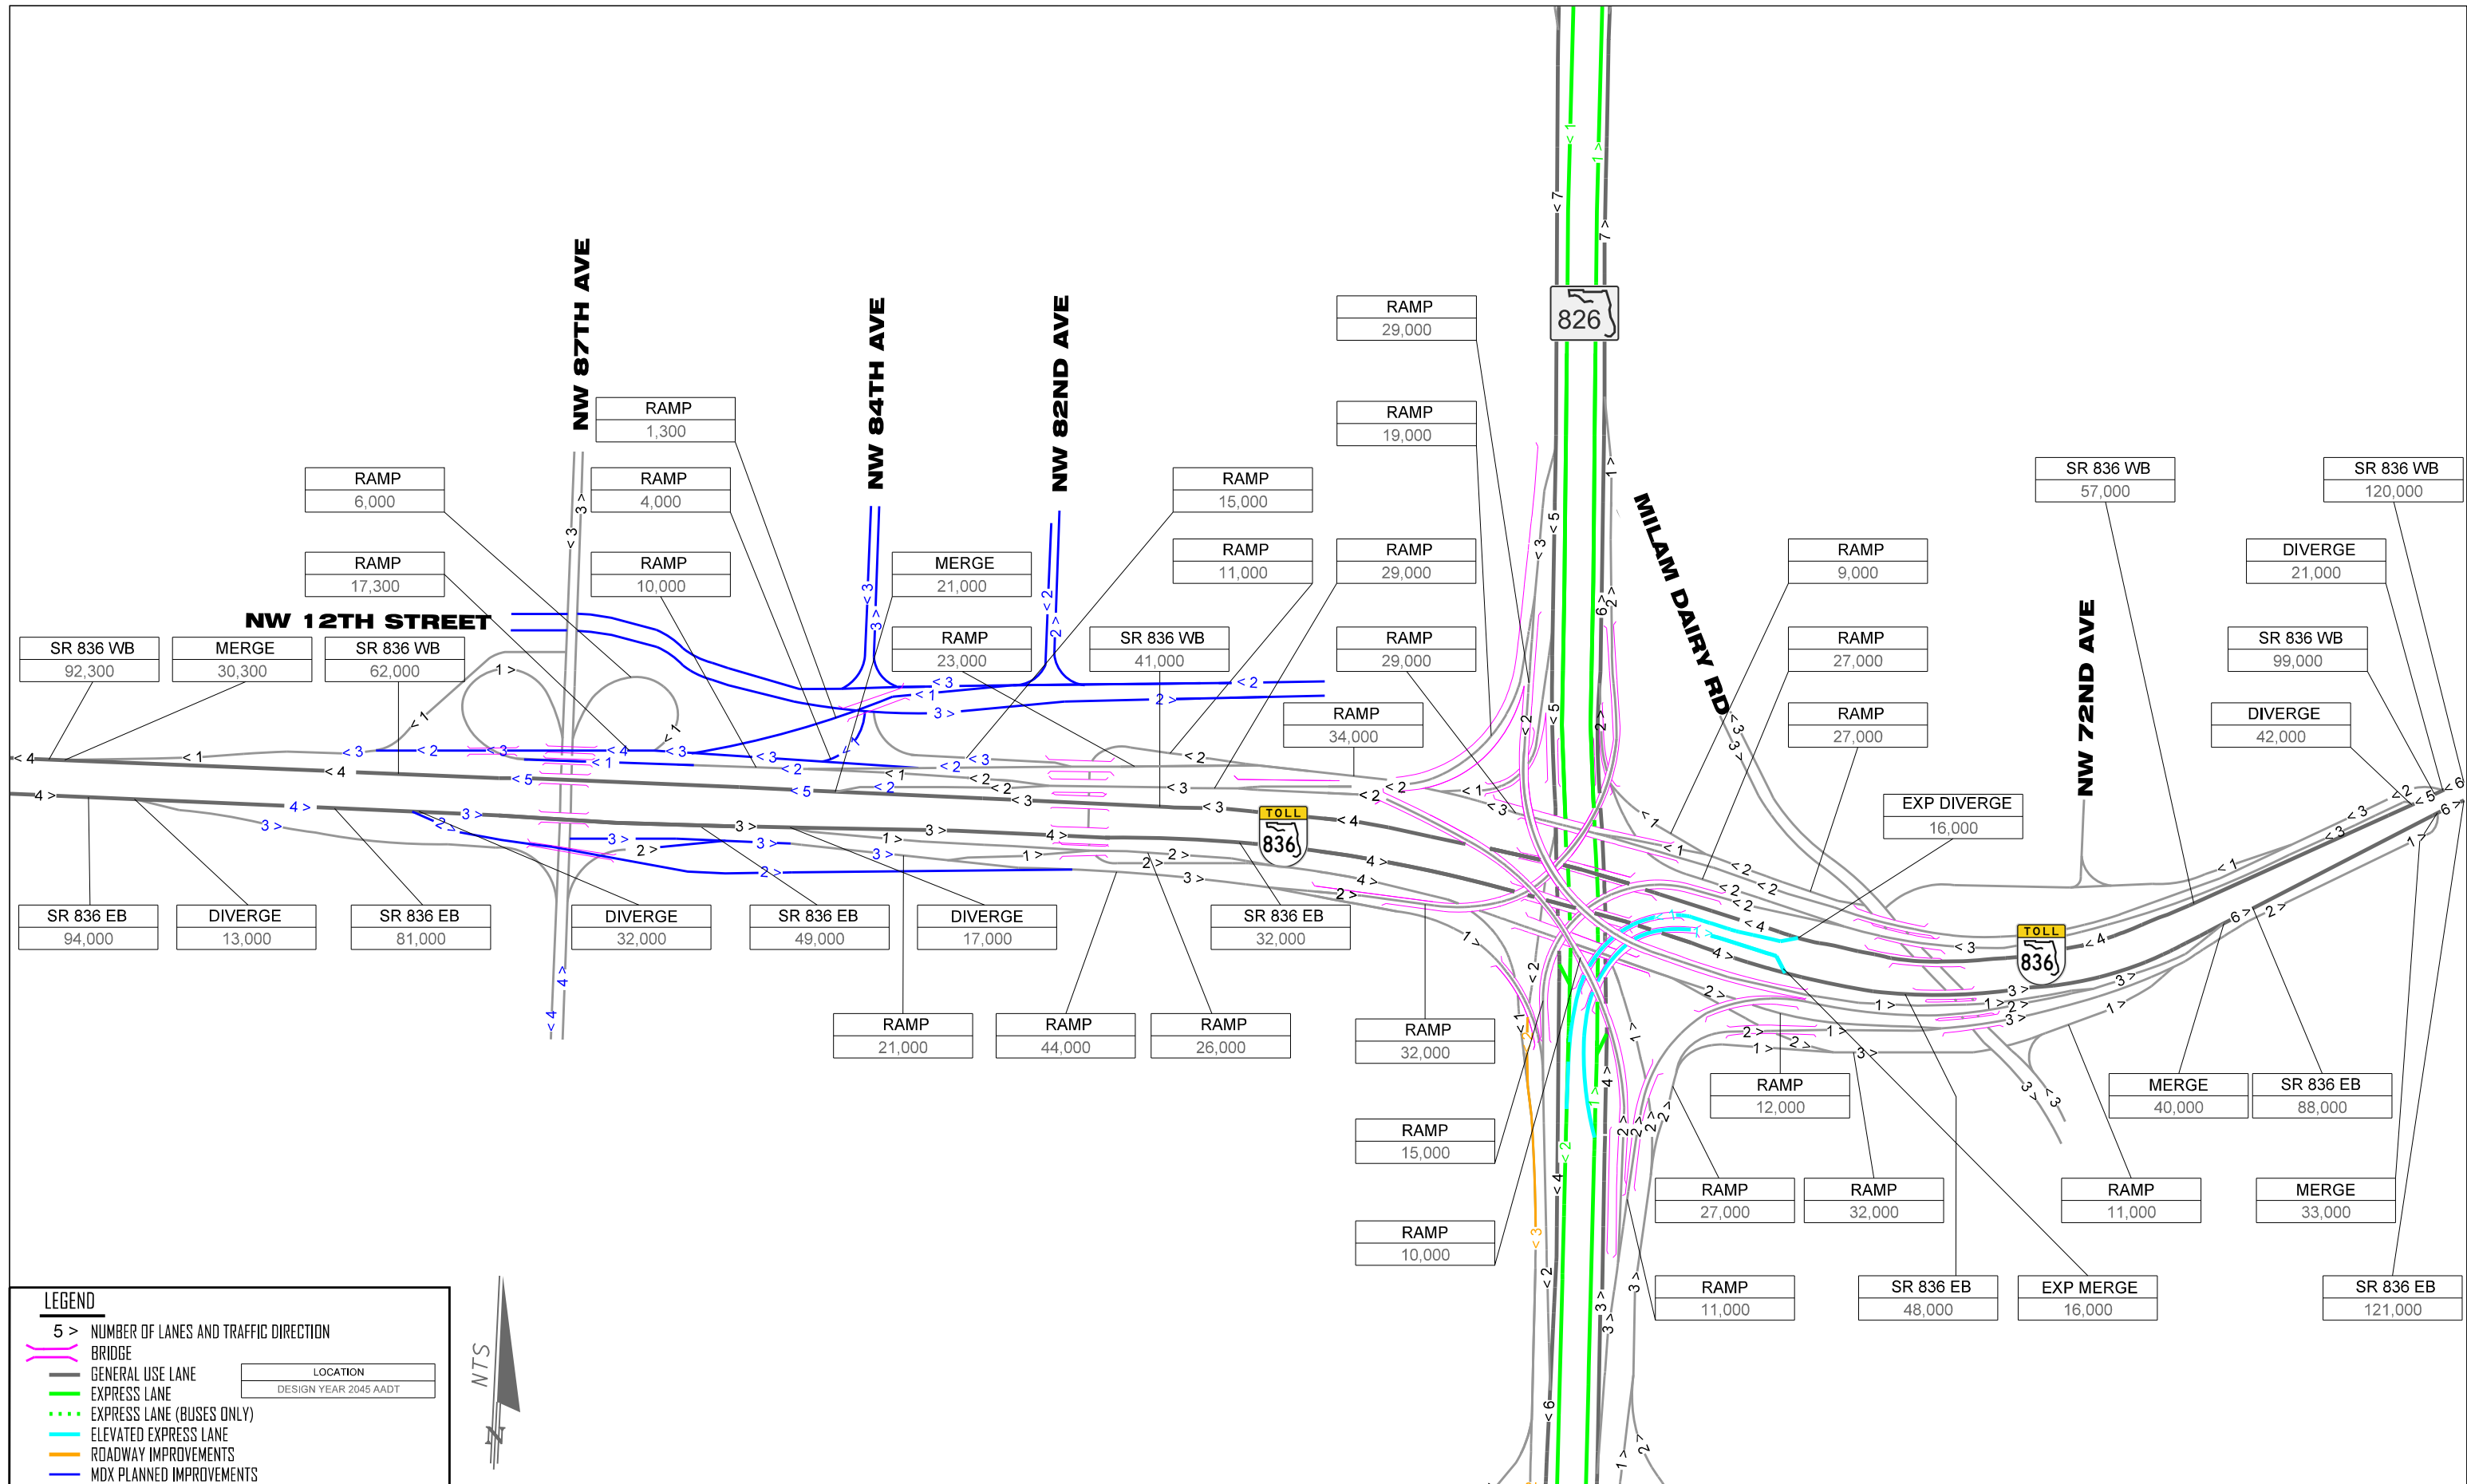 NW 87TH AVE
NW 84TH AVE
NW 82ND AVE
MILAM DAIRY RD
NW 72ND AVE
NW 12TH STREET
826
TOLL
836
TOLL
836
RAMP
29,000
RAMP
19,000
RAMP
1,300
RAMP
6,000
RAMP
4,000
RAMP
15,000
SR 836 WB
57,000
SR 836 WB
120,000
RAMP
17,300
RAMP
10,000
MERGE
21,000
RAMP
11,000
RAMP
29,000
RAMP
9,000
DIVERGE
21,000
SR 836 WB
92,300
MERGE
30,300
SR 836 WB
62,000
RAMP
23,000
SR 836 WB
41,000
RAMP
29,000
RAMP
27,000
SR 836 WB
99,000
RAMP
34,000
RAMP
27,000
DIVERGE
42,000
EXP DIVERGE
16,000
SR 836 EB
94,000
DIVERGE
13,000
SR 836 EB
81,000
DIVERGE
32,000
SR 836 EB
49,000
DIVERGE
17,000
SR 836 EB
32,000
RAMP
21,000
RAMP
44,000
RAMP
26,000
RAMP
32,000
RAMP
12,000
MERGE
40,000
SR 836 EB
88,000
RAMP
15,000
RAMP
27,000
RAMP
32,000
RAMP
11,000
MERGE
33,000
RAMP
10,000
RAMP
11,000
SR 836 EB
48,000
EXP MERGE
16,000
SR 836 EB
121,000
LEGEND
5 > NUMBER OF LANES AND TRAFFIC DIRECTION
BRIDGE
GENERAL USE LANE
EXPRESS LANE
EXPRESS LANE (BUSES ONLY)
ELEVATED EXPRESS LANE
ROADWAY IMPROVEMENTS
MDX PLANNED IMPROVEMENTS
LOCATION
DESIGN YEAR 2045 AADT
NTS
N